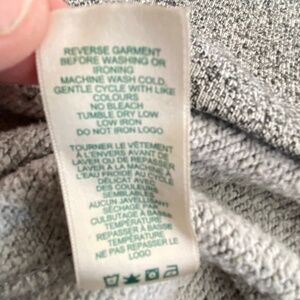 REVERSE GARMENT
BEFORE WASHING OR
IRONING
MACHINE WASH COLD
GENTLE CYCLE WITH LIKE
COLOURS
NO BLEACH
TUMBLE DRY LOW
LOW IRON
DO NOT IRON LOGO
TOURNER LE VÊTEMENT
À L'ENVERS AVANT DE
LAVER OU DE REPASSER
LAVER À LA MACHINE À
L'EAU FROIDE AU CYCLE
DÉLICAT AVEC DES
DES COULEURS
SEMBLABLES
AUCUN JAVELLISANT
SÉCHAGE PAR
CULBUTAGE À BASSE
TEMPÉRATURE
REPASSER À BASSE
TEMPÉRATURE
NE PAS REPASSER LE
LOGO